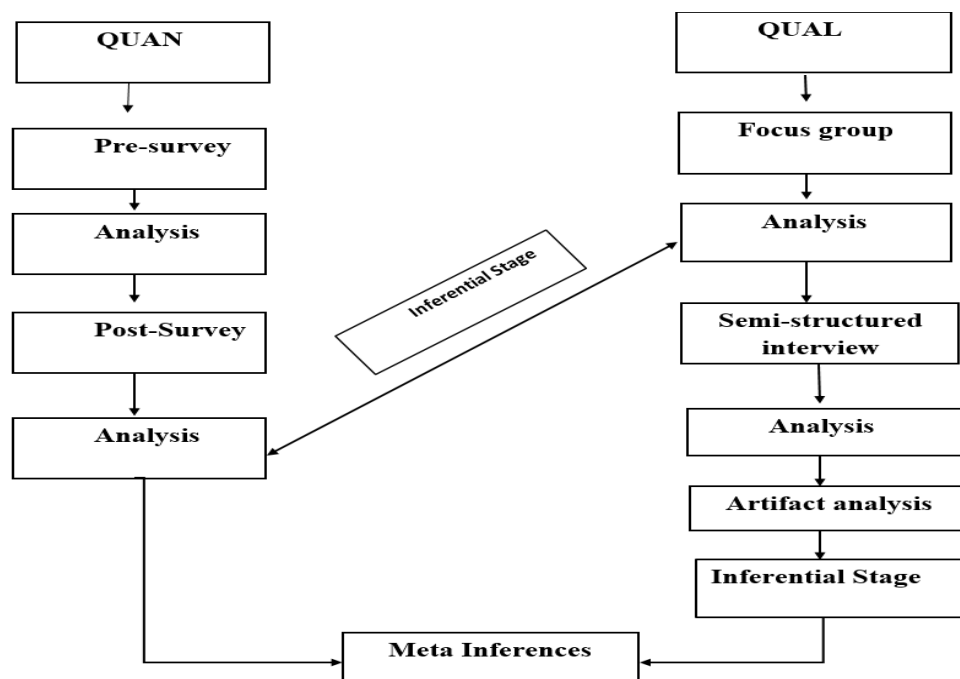 QUAN
Pre-survey
Analysis
Post-Survey
Analysis
Inferential Stage
QUAL
Focus group
Analysis
Semi-structured
interview
Analysis
Artifact analysis
Inferential Stage
Meta Inferences